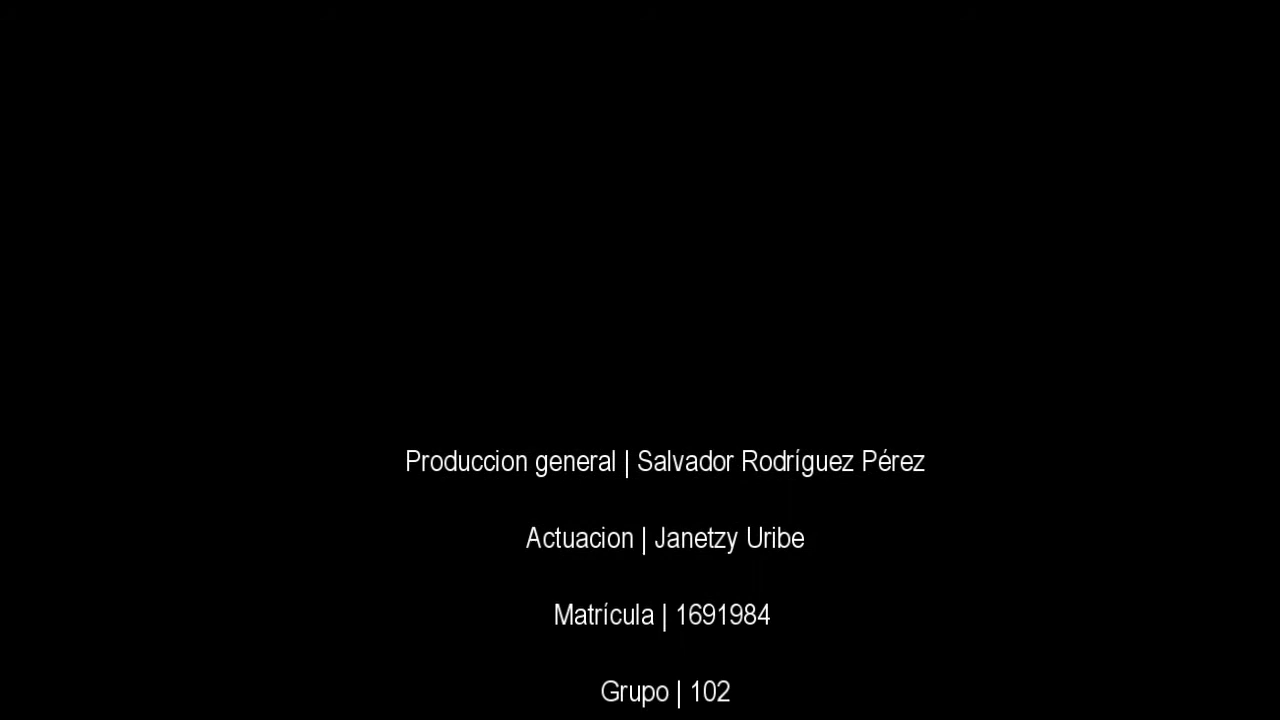 Produccion general | Salvador Rodríguez Pérez
Actuacion | Janetzy Uribe
Matrícula | 1691984
Grupo | 102